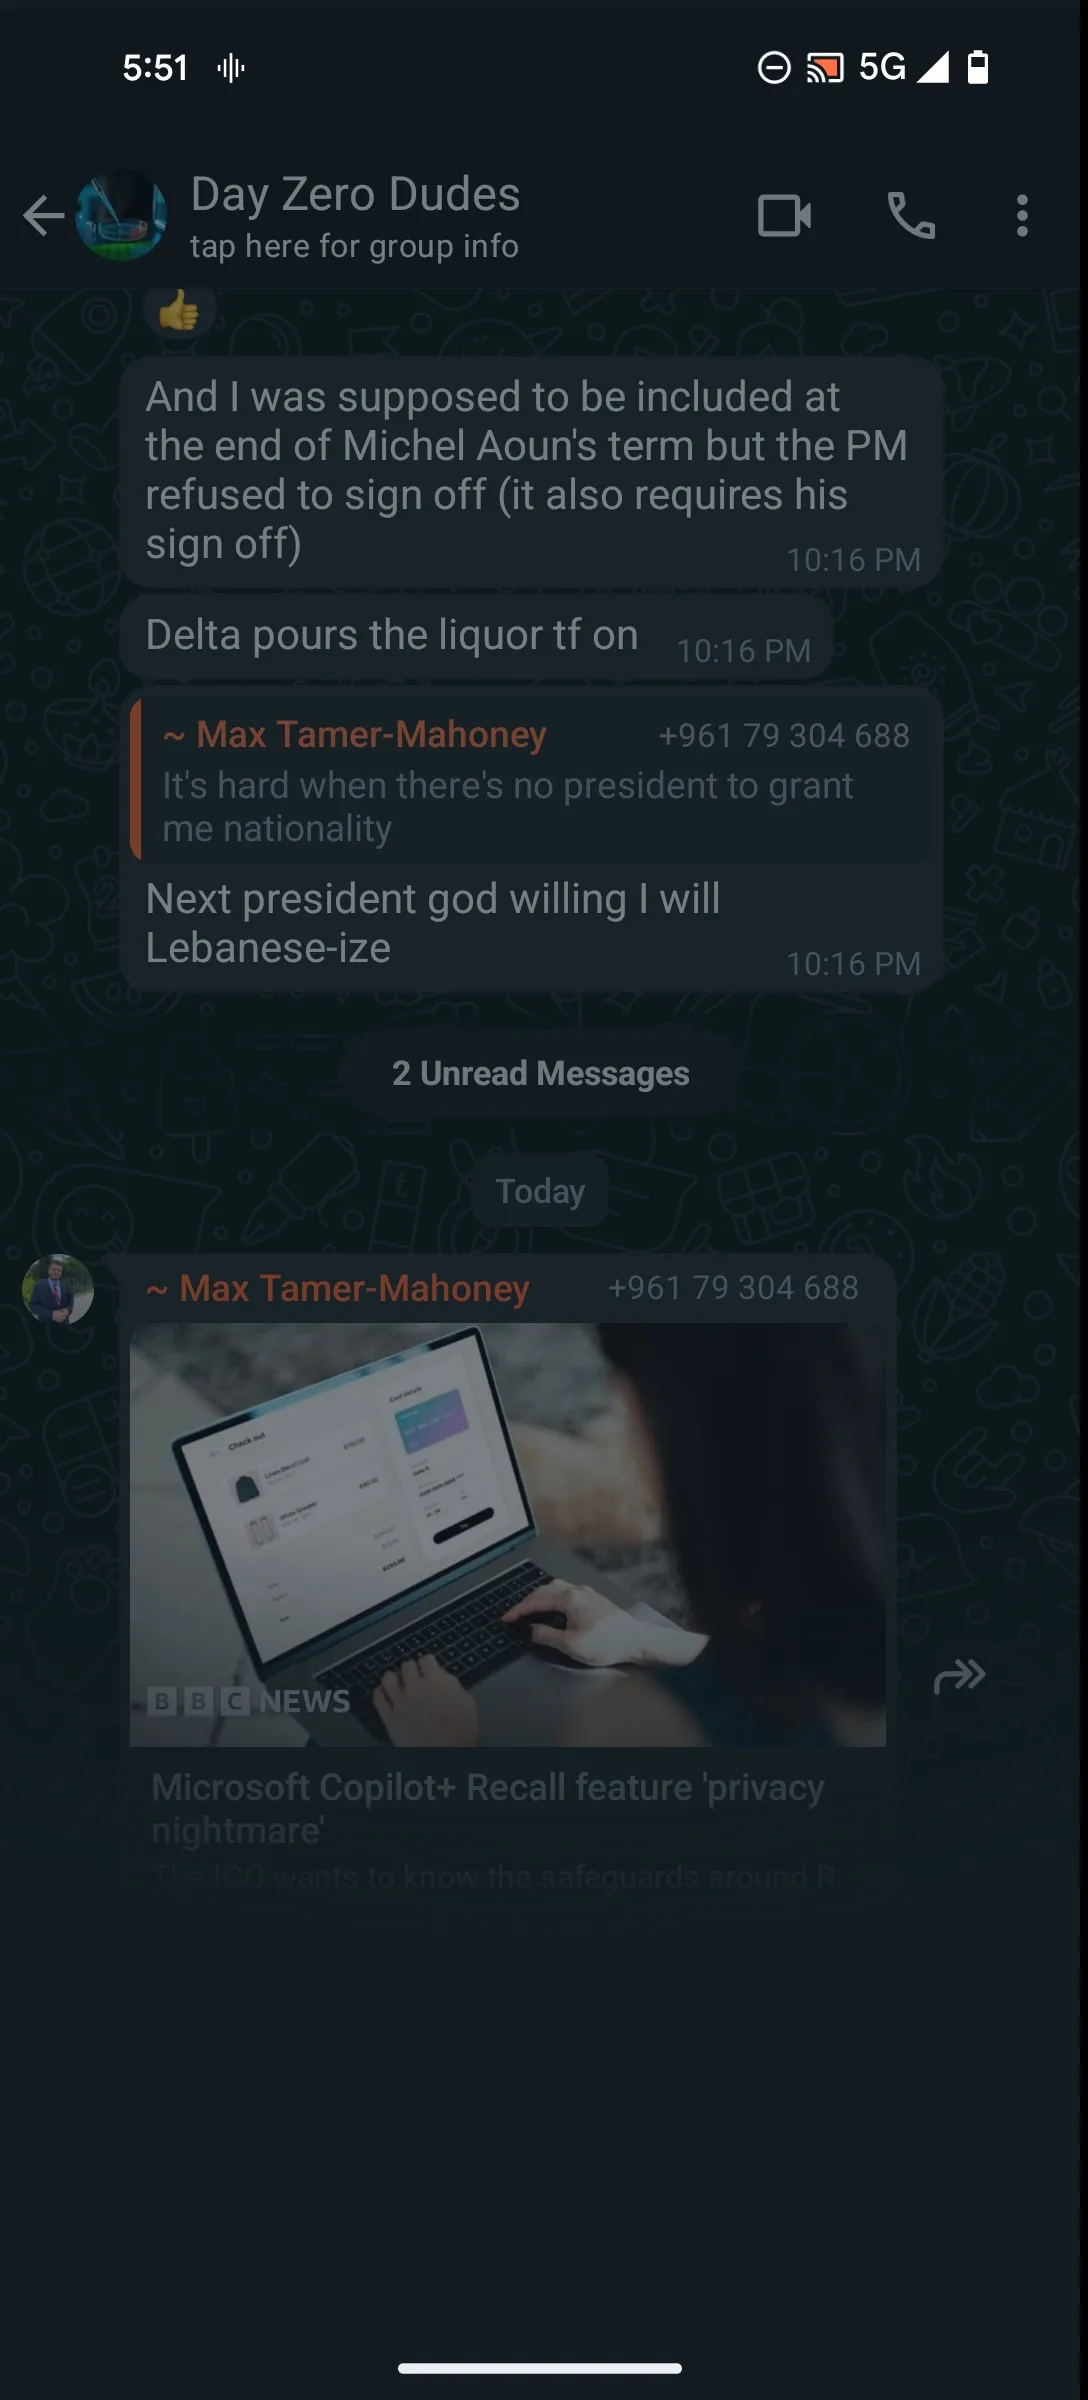 5:51 5G
Day Zero Dudes
tap here for group info
And I was supposed to be included at
the end of Michel Aoun's term but the PM
refused to sign off (it also requires his
sign off)
10:16 PM
Delta pours the liquor tf on 10:16 PM
~ Max Tamer-Mahoney +961 79 304 688
It's hard when there's no president to grant
me nationality
Next president god willing I will
Lebanese-ize
10:16 PM
2 Unread Messages
Today
~ Max Tamer-Mahoney +961 79 304 688
Check out
Card Details
BBC NEWS
Microsoft Copilot+ Recall feature 'privacy
nightmare'
The ICO wants to know the safeguards around R